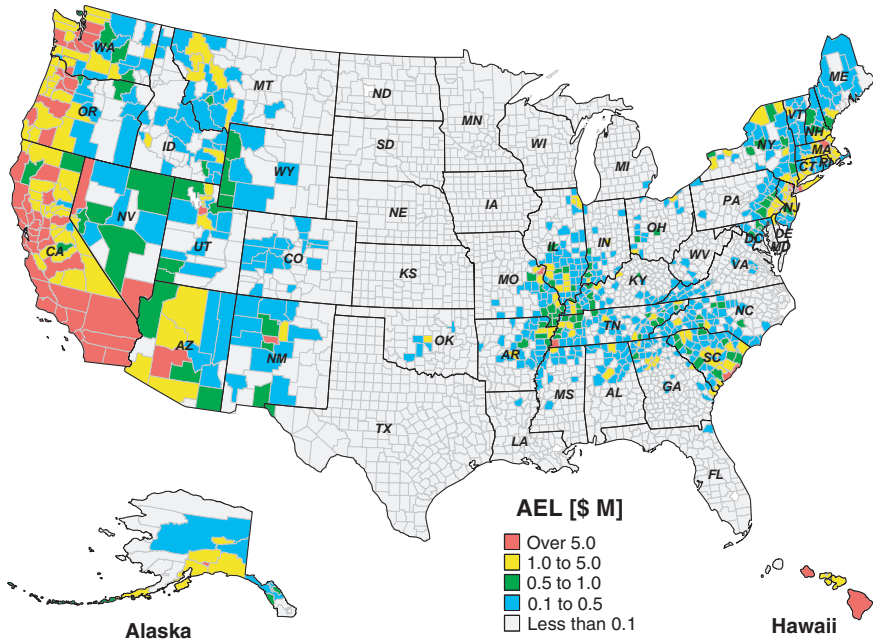 WA
MT
ND
MN
ME
OR
ID
SD
WI
MI
VT
NH
NY
MA
CT
RI
WY
NV
UT
CO
NE
IA
IL
IN
OH
PA
NJ
DE
MD
DC
WV
VA
CA
KS
MO
KY
AZ
NM
OK
AR
TN
NC
SC
TX
LA
MS
AL
GA
FL
AEL [$ M]
Over 5.0
1.0 to 5.0
0.5 to 1.0
0.1 to 0.5
Less than 0.1
Alaska
Hawaii